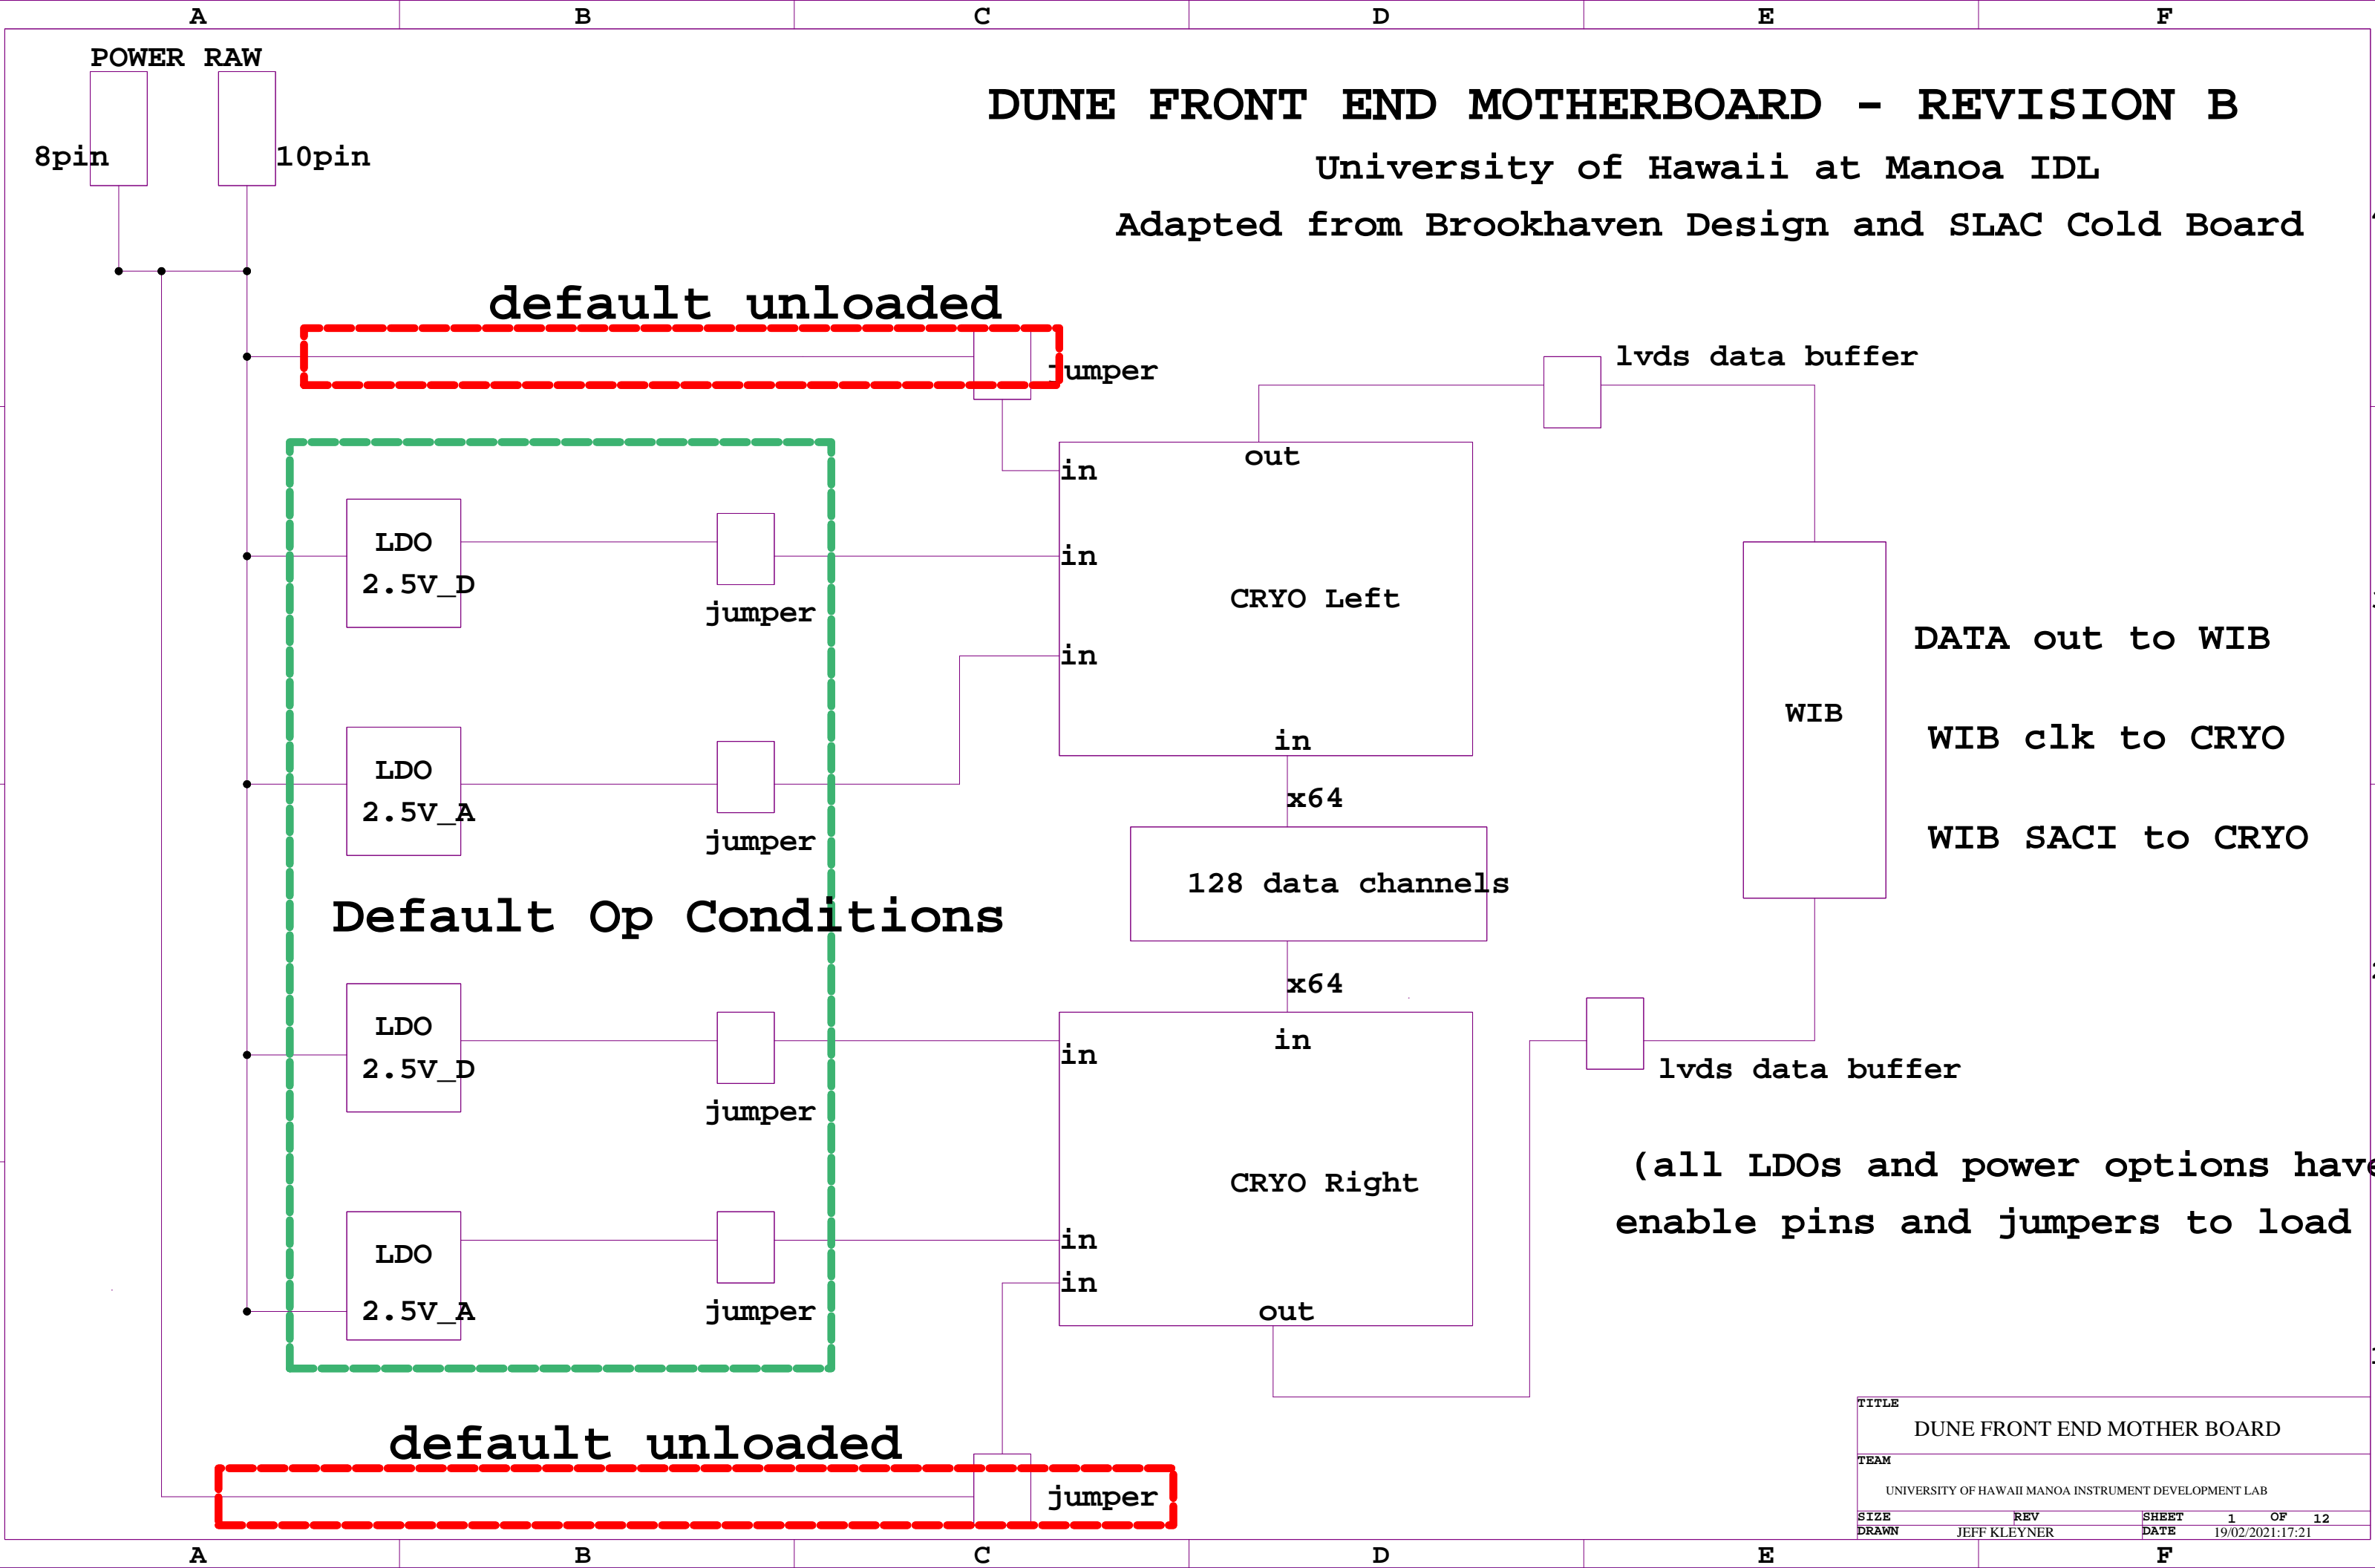 A B C D E F
POWER RAW
8pin
10pin
DUNE FRONT END MOTHERBOARD - REVISION B
University of Hawaii at Manoa IDL
Adapted from Brookhaven Design and SLAC Cold Board
default unloaded
jumper
lvds data buffer
out
in
in
in
CRYO Left
in
LDO
2.5V_D
jumper
LDO
2.5V_A
jumper
Default Op Conditions
x64
128 data channels
x64
WIB
DATA out to WIB
WIB clk to CRYO
WIB SACI to CRYO
LDO
2.5V_D
jumper
LDO
2.5V_A
jumper
in
in
CRYO Right
in
in
out
lvds data buffer
(all LDOs and power options have
enable pins and jumpers to load
default unloaded
jumper
TITLE
DUNE FRONT END MOTHER BOARD
TEAM
UNIVERSITY OF HAWAII MANOA INSTRUMENT DEVELOPMENT LAB
SIZE REV SHEET 1 OF 12
DRAWN JEFF KLEYNER DATE 19/02/2021:17:21
A B C D E F